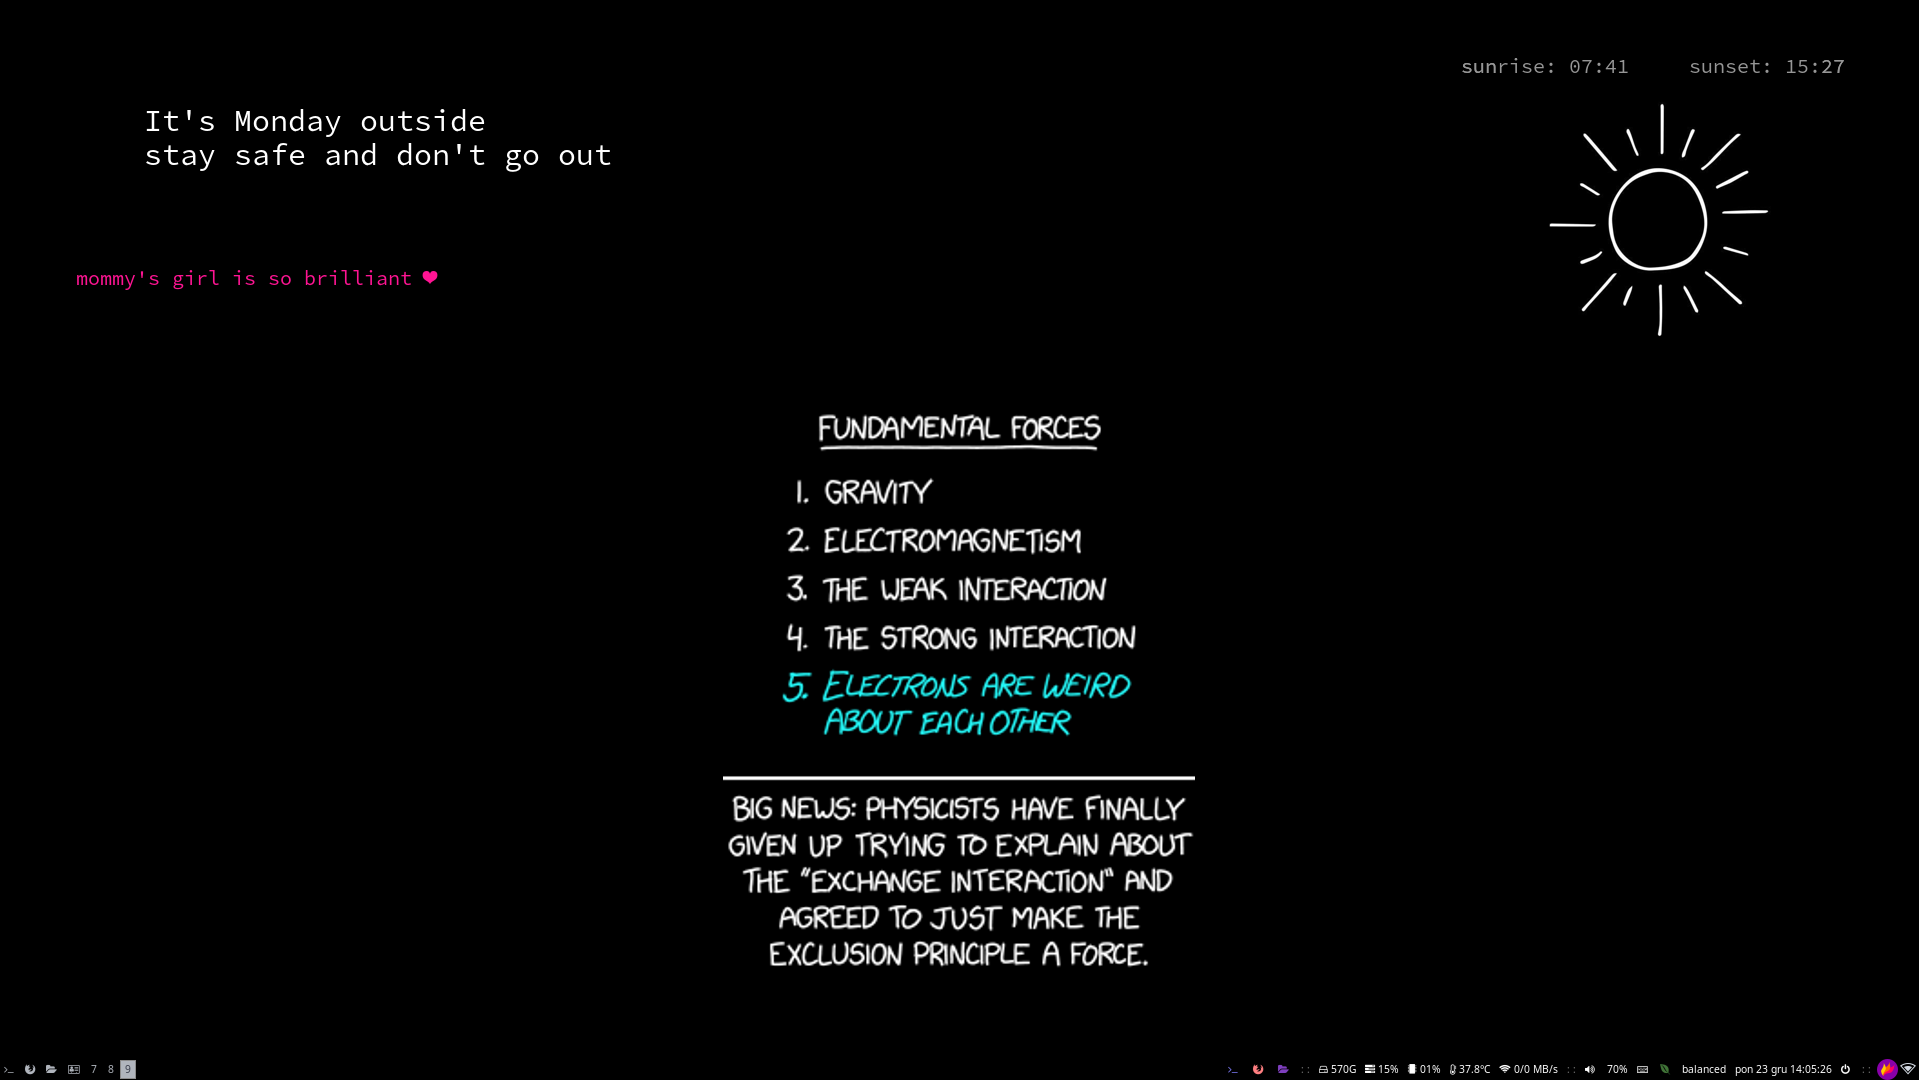 sunrise: 07:41 sunset: 15:27
It's Monday outside
stay safe and don't go out
mommy's girl is so brilliant ♥
FUNDAMENTAL FORCES
1. GRAVITY
2. ELECTROMAGNETISM
3. THE WEAK INTERACTION
4. THE STRONG INTERACTION
5. ELECTRONS ARE WEIRD
ABOUT EACH OTHER
BIG NEWS: PHYSICISTS HAVE FINALLY
GIVEN UP TRYING TO EXPLAIN ABOUT
THE "EXCHANGE INTERACTION" AND
AGREED TO JUST MAKE THE
EXCLUSION PRINCIPLE A FORCE.
7 8 9 :: 570G 15% 01% 37.8°C 0/0 MB/s :: 70% balanced pon 23 gru 14:05:26 ::